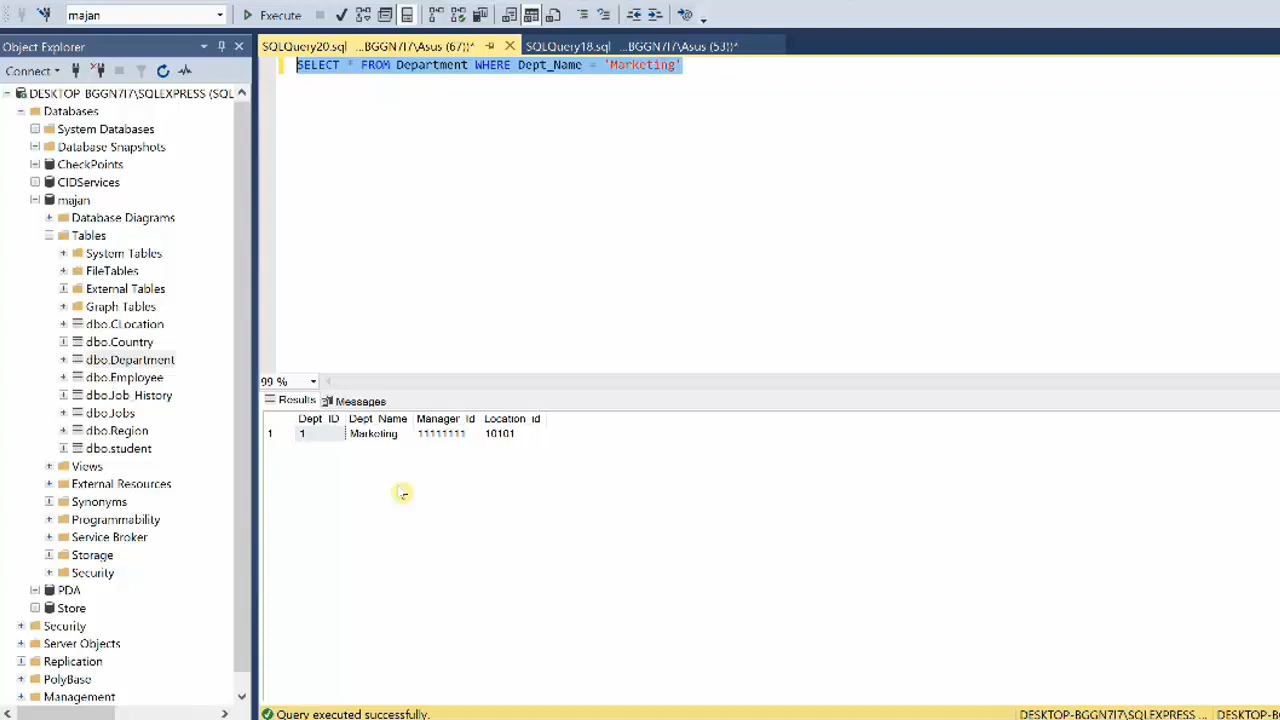 majan
Execute
Object Explorer
SQLQuery20.sql ...BGGN7I7\Asus (67))*
SQLQuery18.sql ...BGGN7I7\Asus (53))*
Connect
SELECT * FROM Department WHERE Dept_Name = 'Marketing'
DESKTOP-BGGN7I7\SQLEXPRESS (SQL
Databases
System Databases
Database Snapshots
CheckPoints
CIDServices
majan
Database Diagrams
Tables
System Tables
FileTables
External Tables
Graph Tables
dbo.CLocation
dbo.Country
dbo.Department
dbo.Employee
dbo.Job_History
dbo.Jobs
dbo.Region
dbo.student
Views
External Resources
Synonyms
Programmability
Service Broker
Storage
Security
PDA
Store
Security
Server Objects
Replication
PolyBase
Management
99 %
Results
Messages
Dept_ID Dept_Name Manager_Id Location_id
1 1 Marketing 11111111 10101
Query executed successfully.
DESKTOP-BGGN7I7\SQLEXPRESS ...
DESKTOP-BGGN7I7